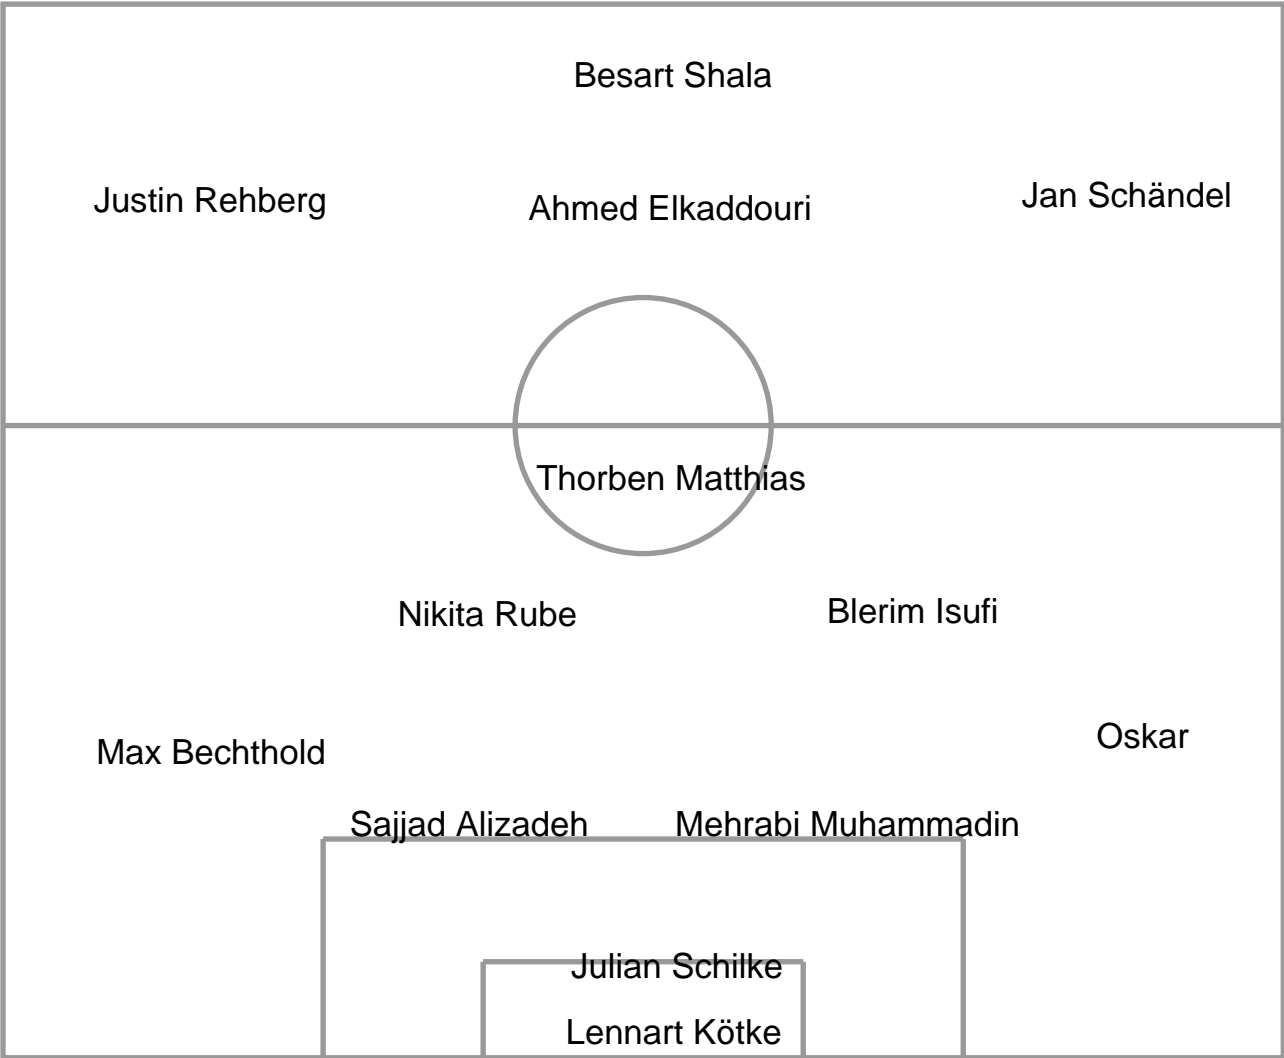 Besart Shala
Justin Rehberg
Ahmed Elkaddouri
Jan Schändel
Thorben Matthias
Nikita Rube
Blerim Isufi
Max Bechthold
Oskar
Sajjad Alizadeh
Mehrabi Muhammadin
Julian Schilke
Lennart Kötke